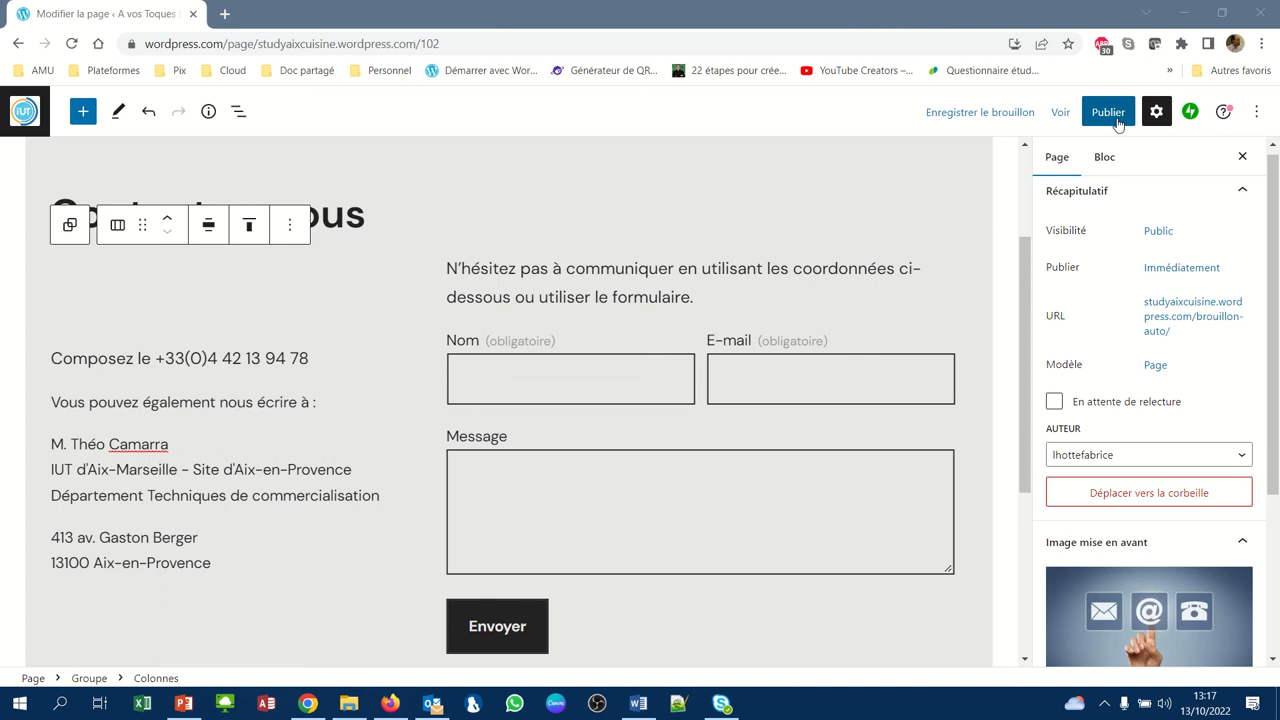 Modifier la page ‹ A vos Toques
wordpress.com/page/studyaixcuisine.wordpress.com/102
30
AMU
Plateformes
Pix
Cloud
Doc partagé
Personnel
Démarrer avec Wor...
Générateur de QR...
22 étapes pour crée...
YouTube Creators –...
Questionnaire étud...
»
Autres favoris
iUT
Enregistrer le brouillon
Voir
Publier
Page
Bloc
Récapitulatif
Visibilité
Public
Publier
Immédiatement
URL
studyaixcuisine.word
press.com/brouillon-
auto/
Modèle
Page
En attente de relecture
AUTEUR
lhottefabrice
Déplacer vers la corbeille
Image mise en avant
N'hésitez pas à communiquer en utilisant les coordonnées ci-
dessous ou utiliser le formulaire.
Nom (obligatoire)
E-mail (obligatoire)
Message
Envoyer
Composez le +33(0)4 42 13 94 78
Vous pouvez également nous écrire à :
M. Théo Camarra
IUT d'Aix-Marseille - Site d'Aix-en-Provence
Département Techniques de commercialisation
413 av. Gaston Berger
13100 Aix-en-Provence
Page › Groupe › Colonnes
13:17
13/10/2022